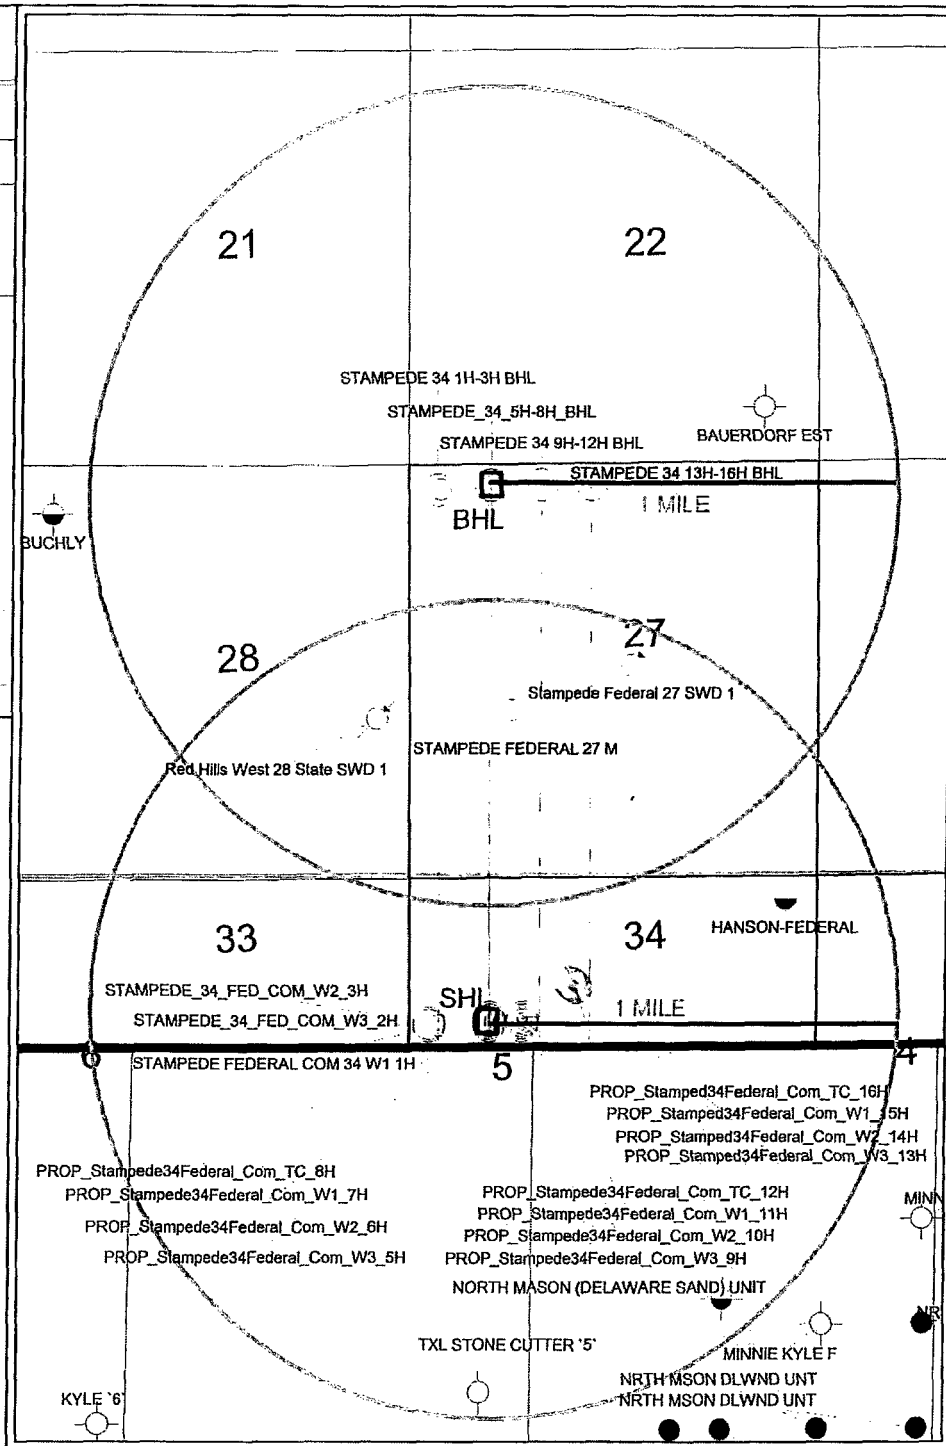 21
22
STAMPEDE 34 1H-3H BHL
STAMPEDE_34_5H-8H_BHL
BAUERDORF EST
STAMPEDE 34 9H-12H BHL
STAMPEDE 34 13H-16H BHL
1 MILE
BHL
BUCHLY
28
27
Stampede Federal 27 SWD 1
STAMPEDE FEDERAL 27 M
Red Hills West 28 State SWD 1
33
34
HANSON-FEDERAL
STAMPEDE_34_FED_COM_W2_3H
SHL
1 MILE
STAMPEDE_34_FED_COM_W3_2H
6
STAMPEDE FEDERAL COM 34 W1 1H
5
4
PROP_Stamped34Federal_Com_TC_16H
PROP_Stamped34Federal_Com_W1_15H
PROP_Stamped34Federal_Com_W2_14H
PROP_Stamped34Federal_Com_W3_13H
PROP_Stampede34Federal_Com_TC_8H
PROP_Stampede34Federal_Com_W1_7H
PROP_Stampede34Federal_Com_W2_6H
PROP_Stampede34Federal_Com_W3_5H
PROP_Stampede34Federal_Com_TC_12H
PROP_Stampede34Federal_Com_W1_11H
PROP_Stampede34Federal_Com_W2_10H
PROP_Stampede34Federal_Com_W3_9H
MINN
NORTH MASON (DELAWARE SAND) UNIT
NR
TXL STONE CUTTER '5'
MINNIE KYLE F
NRTH MSON DLWND UNT
NRTH MSON DLWND UNT
KYLE '6'